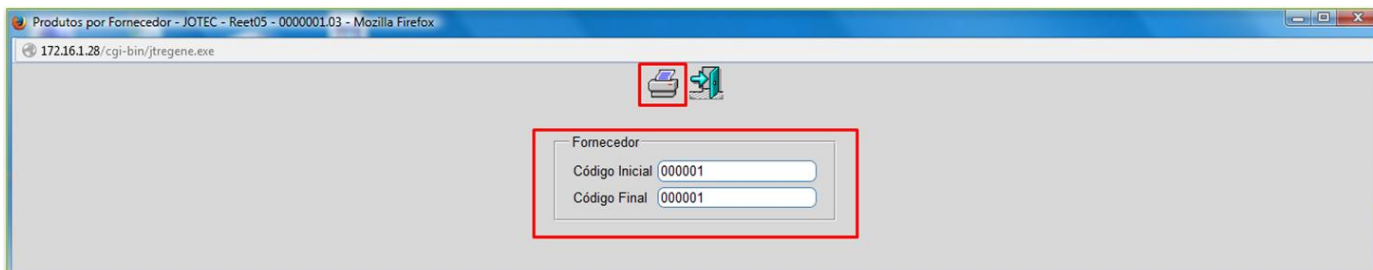 Produtos por Fornecedor - JOTEC - Reet05 - 0000001.03 - Mozilla Firefox
172.16.1.28/cgi-bin/jtregene.exe
Fornecedor
Código Inicial 000001
Código Final 000001